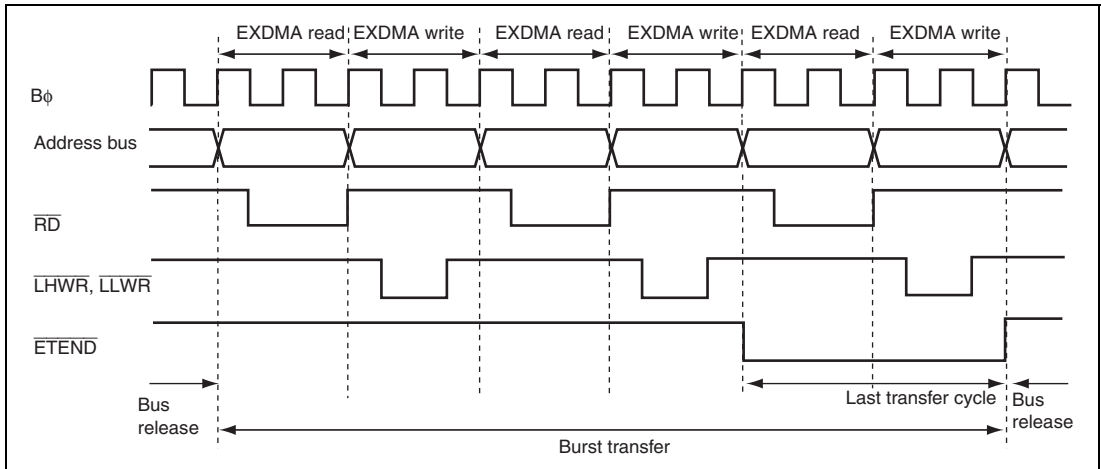 EXDMA read EXDMA write EXDMA read EXDMA write EXDMA read EXDMA write
Bϕ
Address bus
RD
LHWR, LLWR
ETEND
Bus release
Last transfer cycle
Bus release
Burst transfer